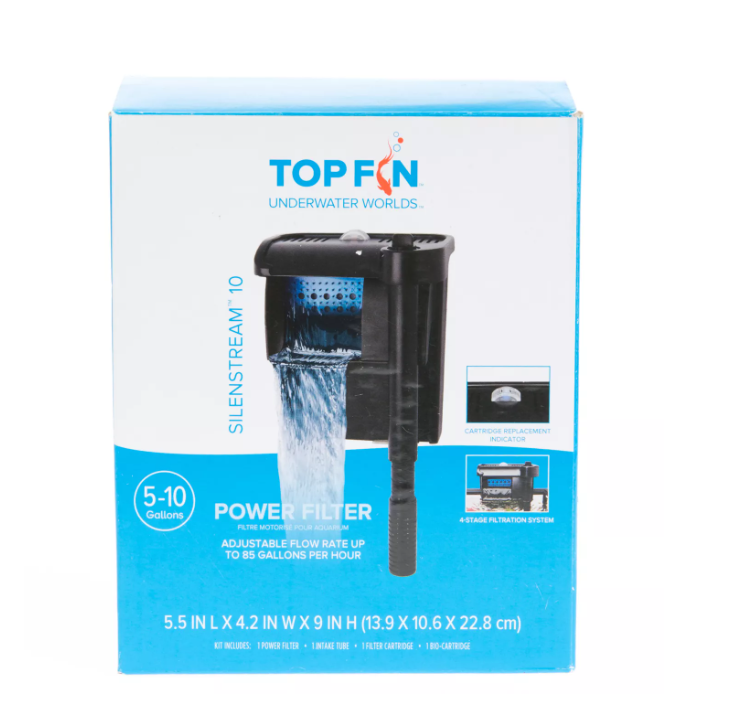 TOP FIN™
UNDERWATER WORLDS™
SILENSTREAM™ 10
CARTRIDGE REPLACEMENT
INDICATOR
5-10
Gallons
POWER FILTER
FILTRE MOTORISÉ POUR AQUARIUM
ADJUSTABLE FLOW RATE UP
TO 85 GALLONS PER HOUR
4-STAGE FILTRATION SYSTEM
5.5 IN L X 4.2 IN W X 9 IN H (13.9 X 10.6 X 22.8 cm)
KIT INCLUDES: 1 POWER FILTER • 1 INTAKE TUBE • 1 FILTER CARTRIDGE • 1 BIO-CARTRIDGE